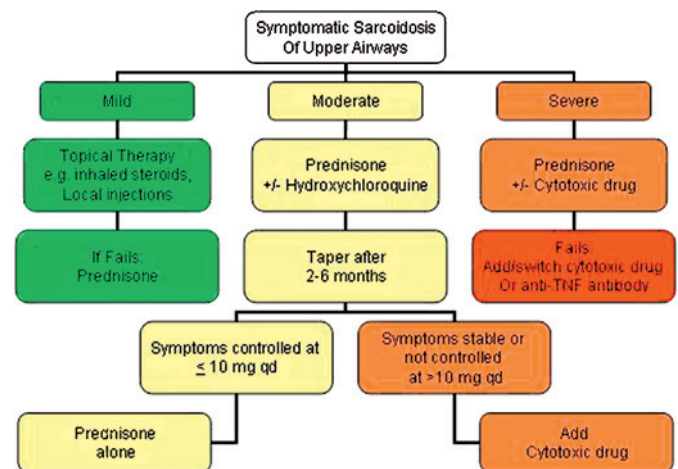 Symptomatic Sarcoidosis
Of Upper Airways
Mild
Moderate
Severe
Topical Therapy
e.g. inhaled steroids,
Local injections
Prednisone
+/- Hydroxychloroquine
Prednisone
+/- Cytotoxic drug
If Fails:
Prednisone
Taper after
2-6 months
Fails:
Add/switch cytotoxic drug
Or anti-TNF antibody
Symptoms controlled at
≤ 10 mg qd
Symptoms stable or
not controlled
at >10 mg qd
Prednisone
alone
Add
Cytotoxic drug